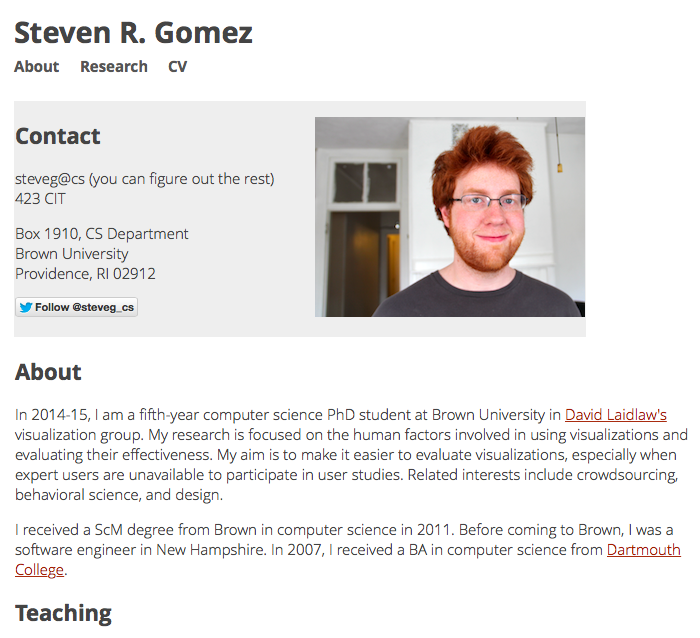 Steven R. Gomez
About Research CV
Contact
steveg@cs (you can figure out the rest)
423 CIT
Box 1910, CS Department
Brown University
Providence, RI 02912
Follow @steveg_cs
About
In 2014-15, I am a fifth-year computer science PhD student at Brown University in David Laidlaw's
visualization group. My research is focused on the human factors involved in using visualizations and
evaluating their effectiveness. My aim is to make it easier to evaluate visualizations, especially when
expert users are unavailable to participate in user studies. Related interests include crowdsourcing,
behavioral science, and design.
I received a ScM degree from Brown in computer science in 2011. Before coming to Brown, I was a
software engineer in New Hampshire. In 2007, I received a BA in computer science from Dartmouth
College.
Teaching